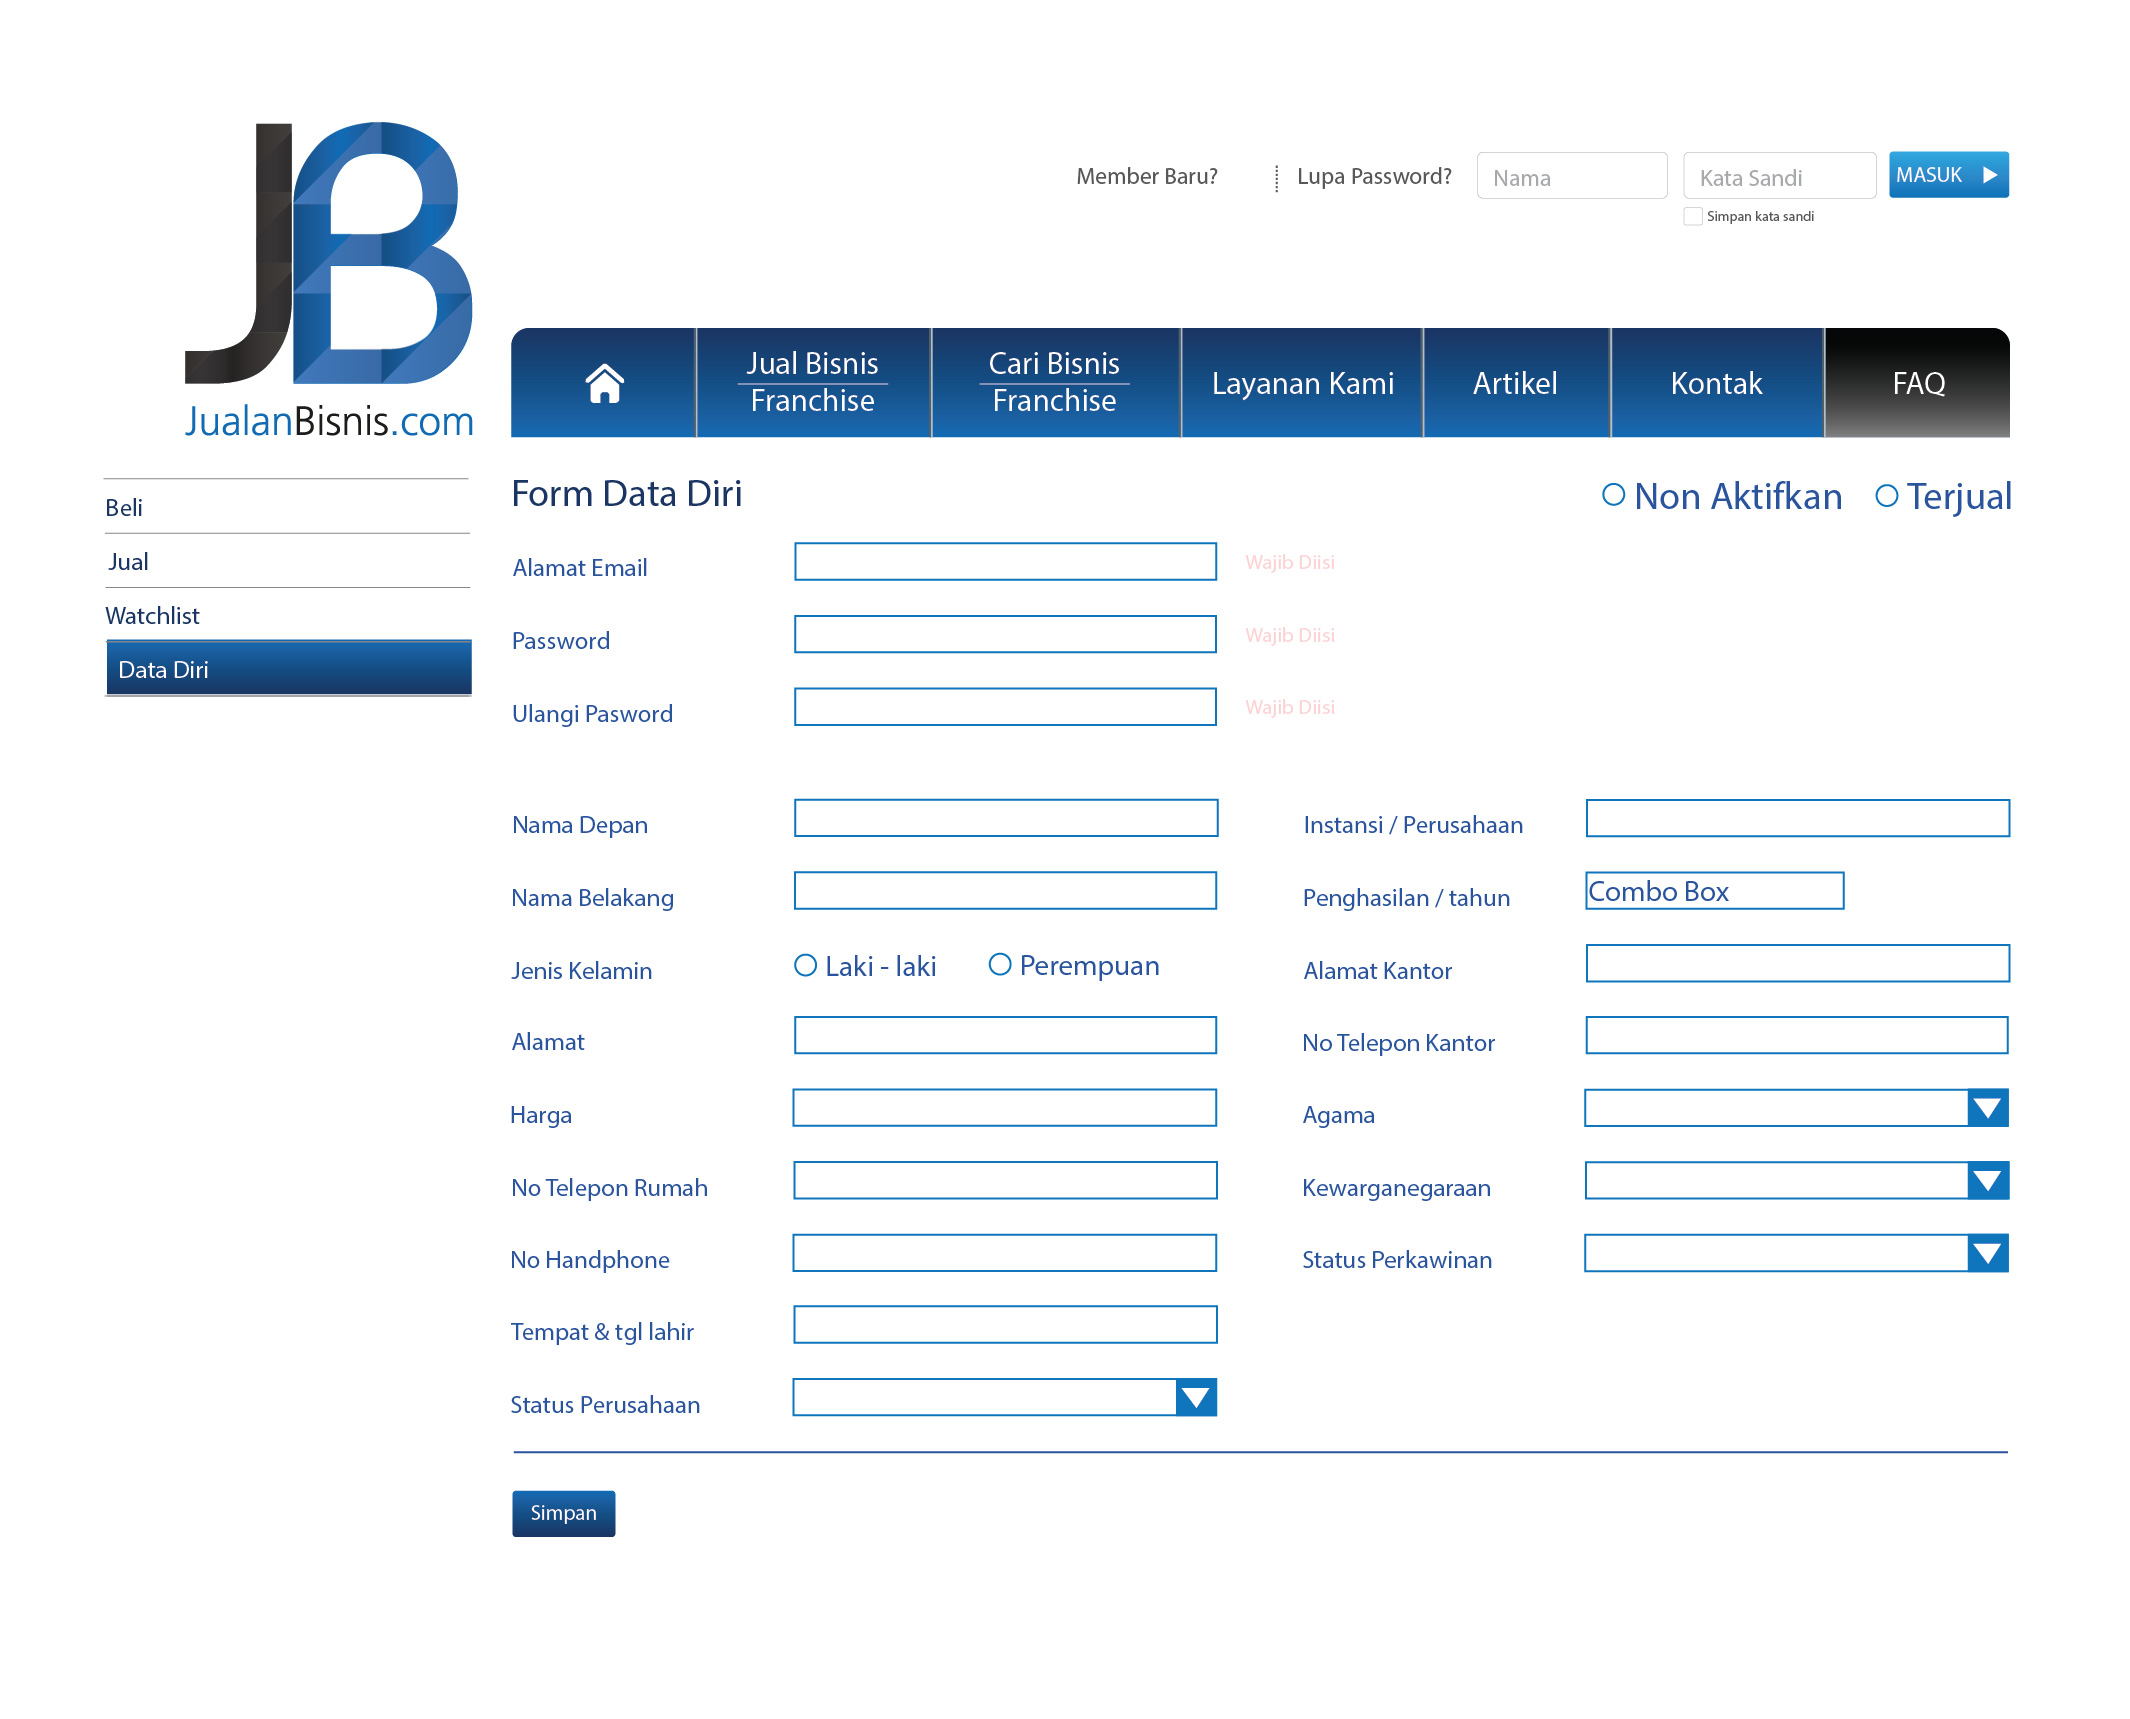 JualanBisnis.com
Member Baru?
Lupa Password?
Nama
Kata Sandi
MASUK
Simpan kata sandi
Jual Bisnis
Franchise
Cari Bisnis
Franchise
Layanan Kami
Artikel
Kontak
FAQ
Beli
Jual
Watchlist
Data Diri
Form Data Diri
Non Aktifkan
Terjual
Alamat Email
Wajib Diisi
Password
Wajib Diisi
Ulangi Pasword
Wajib Diisi
Nama Depan
Nama Belakang
Jenis Kelamin
Laki - laki
Perempuan
Alamat
Harga
No Telepon Rumah
No Handphone
Tempat & tgl lahir
Status Perusahaan
Instansi / Perusahaan
Penghasilan / tahun
Combo Box
Alamat Kantor
No Telepon Kantor
Agama
Kewarganegaraan
Status Perkawinan
Simpan